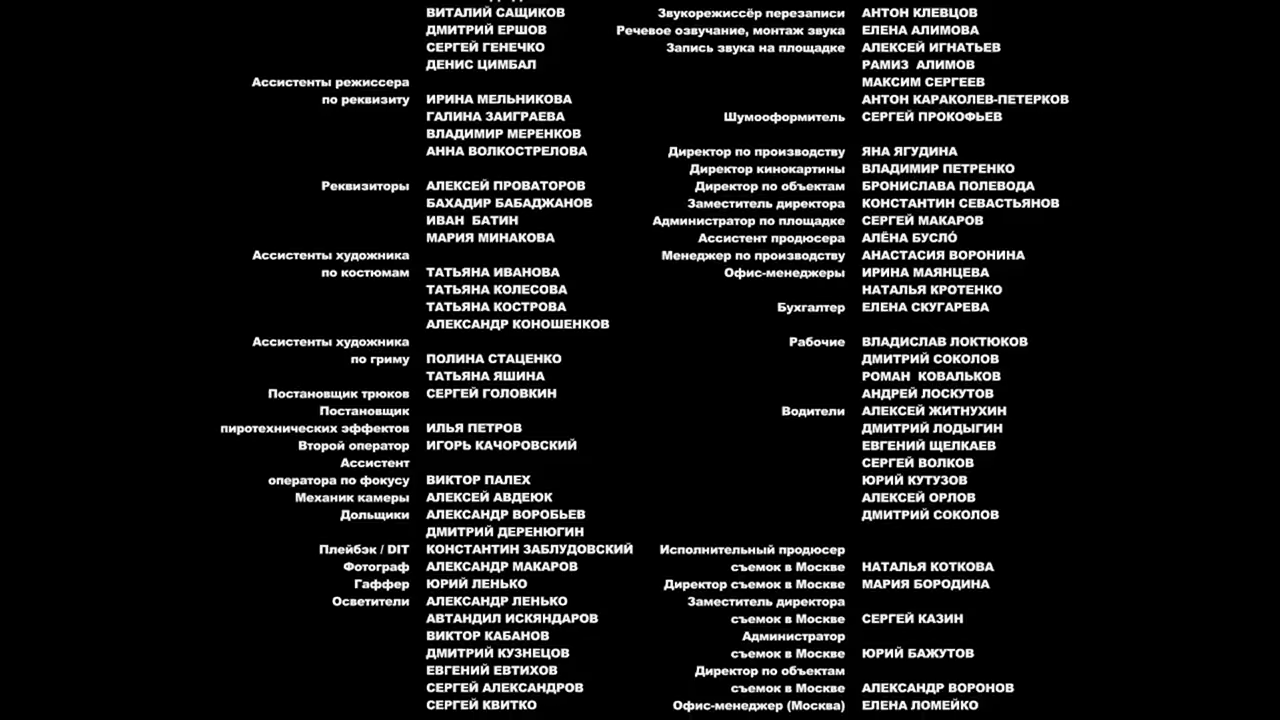 ВИТАЛИЙ САЩИКОВ
ДМИТРИЙ ЕРШОВ
СЕРГЕЙ ГЕНЕЧКО
ДЕНИС ЦИМБАЛ
Ассистенты режиссера
по реквизиту ИРИНА МЕЛЬНИКОВА
ГАЛИНА ЗАИГРАЕВА
ВЛАДИМИР МЕРЕНКОВ
АННА ВОЛКОСТРЕЛОВА
Реквизиторы АЛЕКСЕЙ ПРОВАТОРОВ
БАХАДИР БАБАДЖАНОВ
ИВАН БАТИН
МАРИЯ МИНАКОВА
Ассистенты художника
по костюмам ТАТЬЯНА ИВАНОВА
ТАТЬЯНА КОЛЕСОВА
ТАТЬЯНА КОСТРОВА
АЛЕКСАНДР КОНОШЕНКОВ
Ассистенты художника
по гриму ПОЛИНА СТАЦЕНКО
ТАТЬЯНА ЯШИНА
Постановщик трюков СЕРГЕЙ ГОЛОВКИН
Постановщик
пиротехнических эффектов ИЛЬЯ ПЕТРОВ
Второй оператор ИГОРЬ КАЧОРОВСКИЙ
Ассистент
оператора по фокусу ВИКТОР ПАЛЕХ
Механик камеры АЛЕКСЕЙ АВДЕЮК
Дольщики АЛЕКСАНДР ВОРОБЬЕВ
ДМИТРИЙ ДЕРЕНЮГИН
Плейбэк / DIT КОНСТАНТИН ЗАБЛУДОВСКИЙ
Фотограф АЛЕКСАНДР МАКАРОВ
Гаффер ЮРИЙ ЛЕНЬКО
Осветители АЛЕКСАНДР ЛЕНЬКО
АВТАНДИЛ ИСКЯНДАРОВ
ВИКТОР КАБАНОВ
ДМИТРИЙ КУЗНЕЦОВ
ЕВГЕНИЙ ЕВТИХОВ
СЕРГЕЙ АЛЕКСАНДРОВ
СЕРГЕЙ КВИТКО
Звукорежиссёр перезаписи АНТОН КЛЕВЦОВ
Речевое озвучание, монтаж звука ЕЛЕНА АЛИМОВА
Запись звука на площадке АЛЕКСЕЙ ИГНАТЬЕВ
РАМИЗ АЛИМОВ
МАКСИМ СЕРГЕЕВ
АНТОН КАРАКОЛЕВ-ПЕТЕРКОВ
Шумооформитель СЕРГЕЙ ПРОКОФЬЕВ
Директор по производству ЯНА ЯГУДИНА
Директор кинокартины ВЛАДИМИР ПЕТРЕНКО
Директор по объектам БРОНИСЛАВА ПОЛЕВОДА
Заместитель директора КОНСТАНТИН СЕВАСТЬЯНОВ
Администратор по площадке СЕРГЕЙ МАКАРОВ
Ассистент продюсера АЛЁНА БУСЛО́
Менеджер по производству АНАСТАСИЯ ВОРОНИНА
Офис-менеджеры ИРИНА МАЯНЦЕВА
НАТАЛЬЯ КРОТЕНКО
Бухгалтер ЕЛЕНА СКУГАРЕВА
Рабочие ВЛАДИСЛАВ ЛОКТЮКОВ
ДМИТРИЙ СОКОЛОВ
РОМАН КОВАЛЬКОВ
АНДРЕЙ ЛОСКУТОВ
Водители АЛЕКСЕЙ ЖИТНУХИН
ДМИТРИЙ ЛОДЫГИН
ЕВГЕНИЙ ЩЕЛКАЕВ
СЕРГЕЙ ВОЛКОВ
ЮРИЙ КУТУЗОВ
АЛЕКСЕЙ ОРЛОВ
ДМИТРИЙ СОКОЛОВ
Исполнительный продюсер
съемок в Москве НАТАЛЬЯ КОТКОВА
Директор съемок в Москве МАРИЯ БОРОДИНА
Заместитель директора
съемок в Москве СЕРГЕЙ КАЗИН
Администратор
съемок в Москве ЮРИЙ БАЖУТОВ
Директор по объектам
съемок в Москве АЛЕКСАНДР ВОРОНОВ
Офис-менеджер (Москва) ЕЛЕНА ЛОМЕЙКО